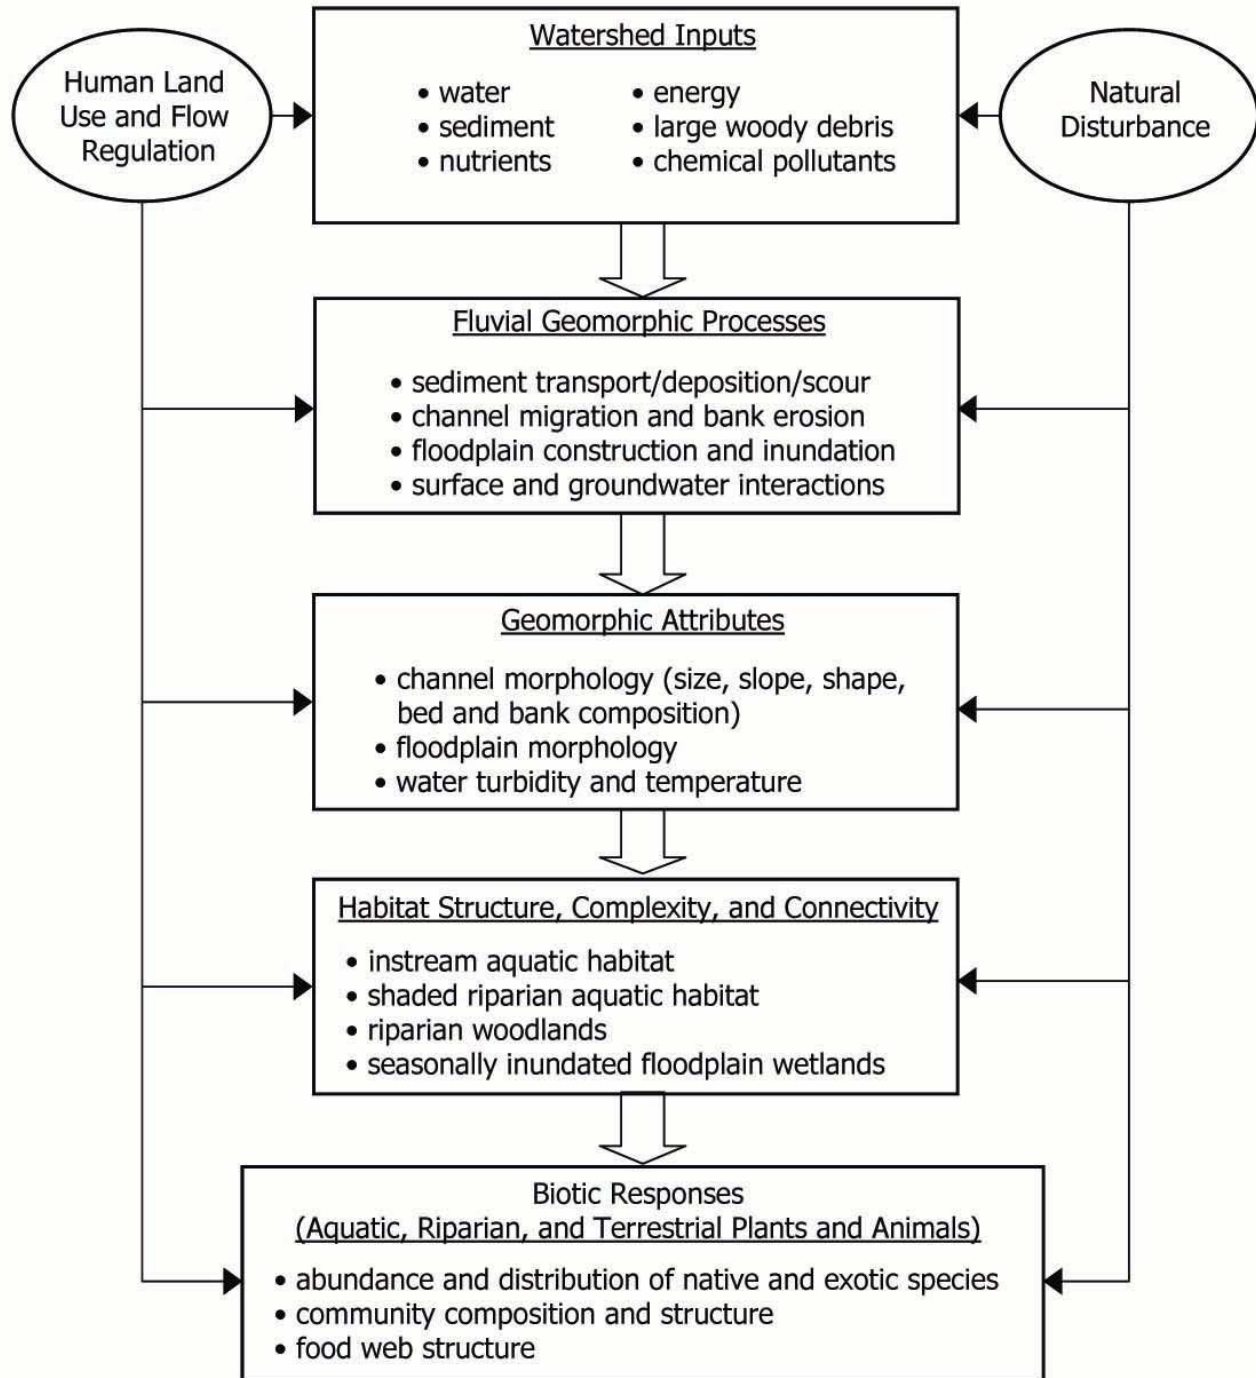 Human Land
Use and Flow
Regulation
Watershed Inputs
• water
• sediment
• nutrients
• energy
• large woody debris
• chemical pollutants
Natural
Disturbance
Fluvial Geomorphic Processes
• sediment transport/deposition/scour
• channel migration and bank erosion
• floodplain construction and inundation
• surface and groundwater interactions
Geomorphic Attributes
• channel morphology (size, slope, shape,
bed and bank composition)
• floodplain morphology
• water turbidity and temperature
Habitat Structure, Complexity, and Connectivity
• instream aquatic habitat
• shaded riparian aquatic habitat
• riparian woodlands
• seasonally inundated floodplain wetlands
Biotic Responses
(Aquatic, Riparian, and Terrestrial Plants and Animals)
• abundance and distribution of native and exotic species
• community composition and structure
• food web structure